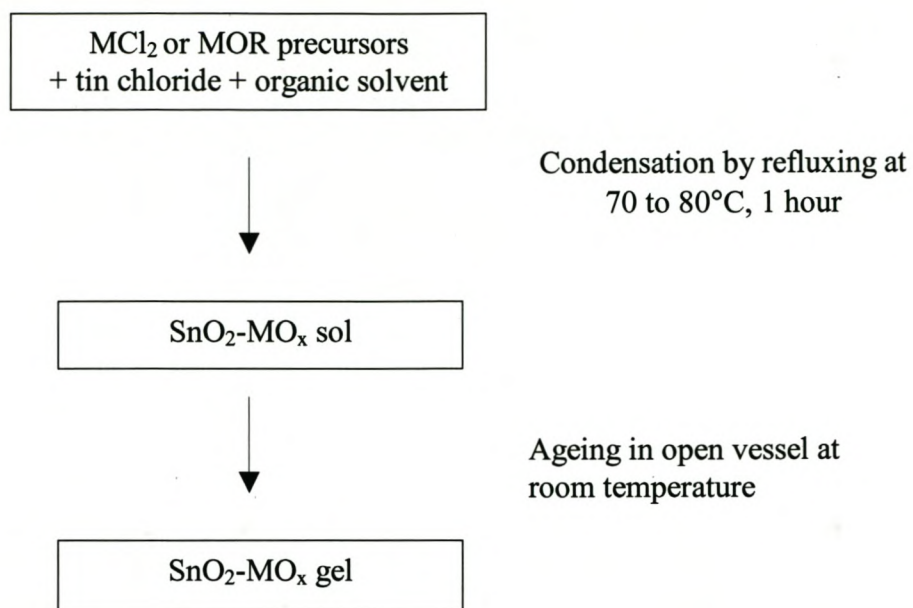 MCl₂ or MOR precursors
+ tin chloride + organic solvent
Condensation by refluxing at
70 to 80°C, 1 hour
SnO₂-MOₓ sol
Ageing in open vessel at
room temperature
SnO₂-MOₓ gel